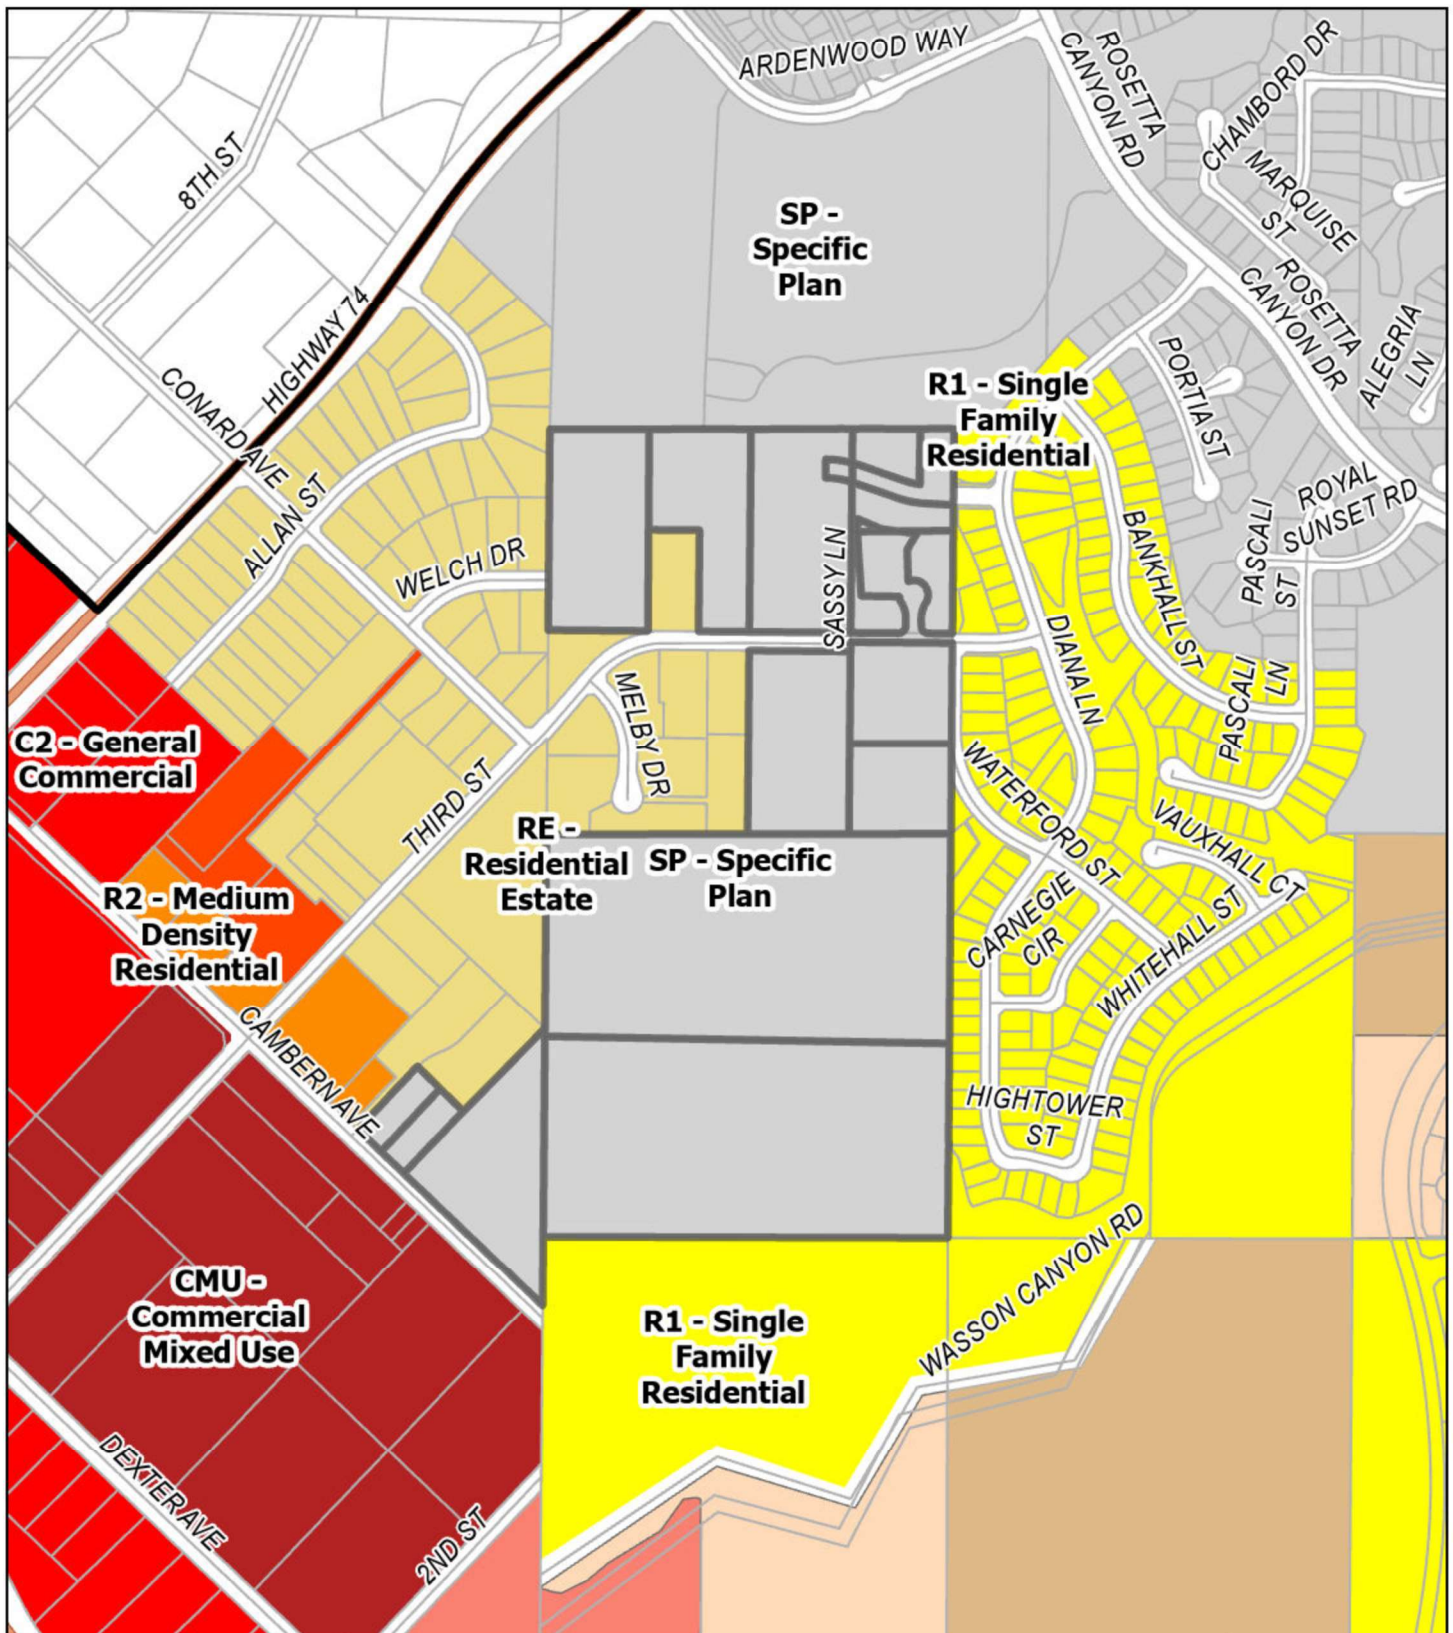 ARDENWOOD WAY
ROSETTA
CANYON RD
CHAMBORD DR
8TH ST
MARQUISE
ST
SP -
Specific
Plan
ROSETTA
CANYON DR
ALEGRIA
LN
HIGHWAY 74
CONARD AVE
PORTIA ST
R1 - Single
Family
Residential
ALLAN ST
ROYAL
SUNSET RD
PASCALI
ST
BANKHALL ST
WELCH DR
SASSY LN
DIANA LN
PASCALI
LN
MELBY DR
C2 - General
Commercial
THIRD ST
WATERFORD ST
VAUXHALL CT
RE -
Residential
Estate
SP - Specific
Plan
R2 - Medium
Density
Residential
CARNEGIE
CIR
WHITEHALL ST
CAMBERN AVE
HIGHTOWER
ST
CMU -
Commercial
Mixed Use
WASSON CANYON RD
R1 - Single
Family
Residential
DEXTER AVE
2ND ST